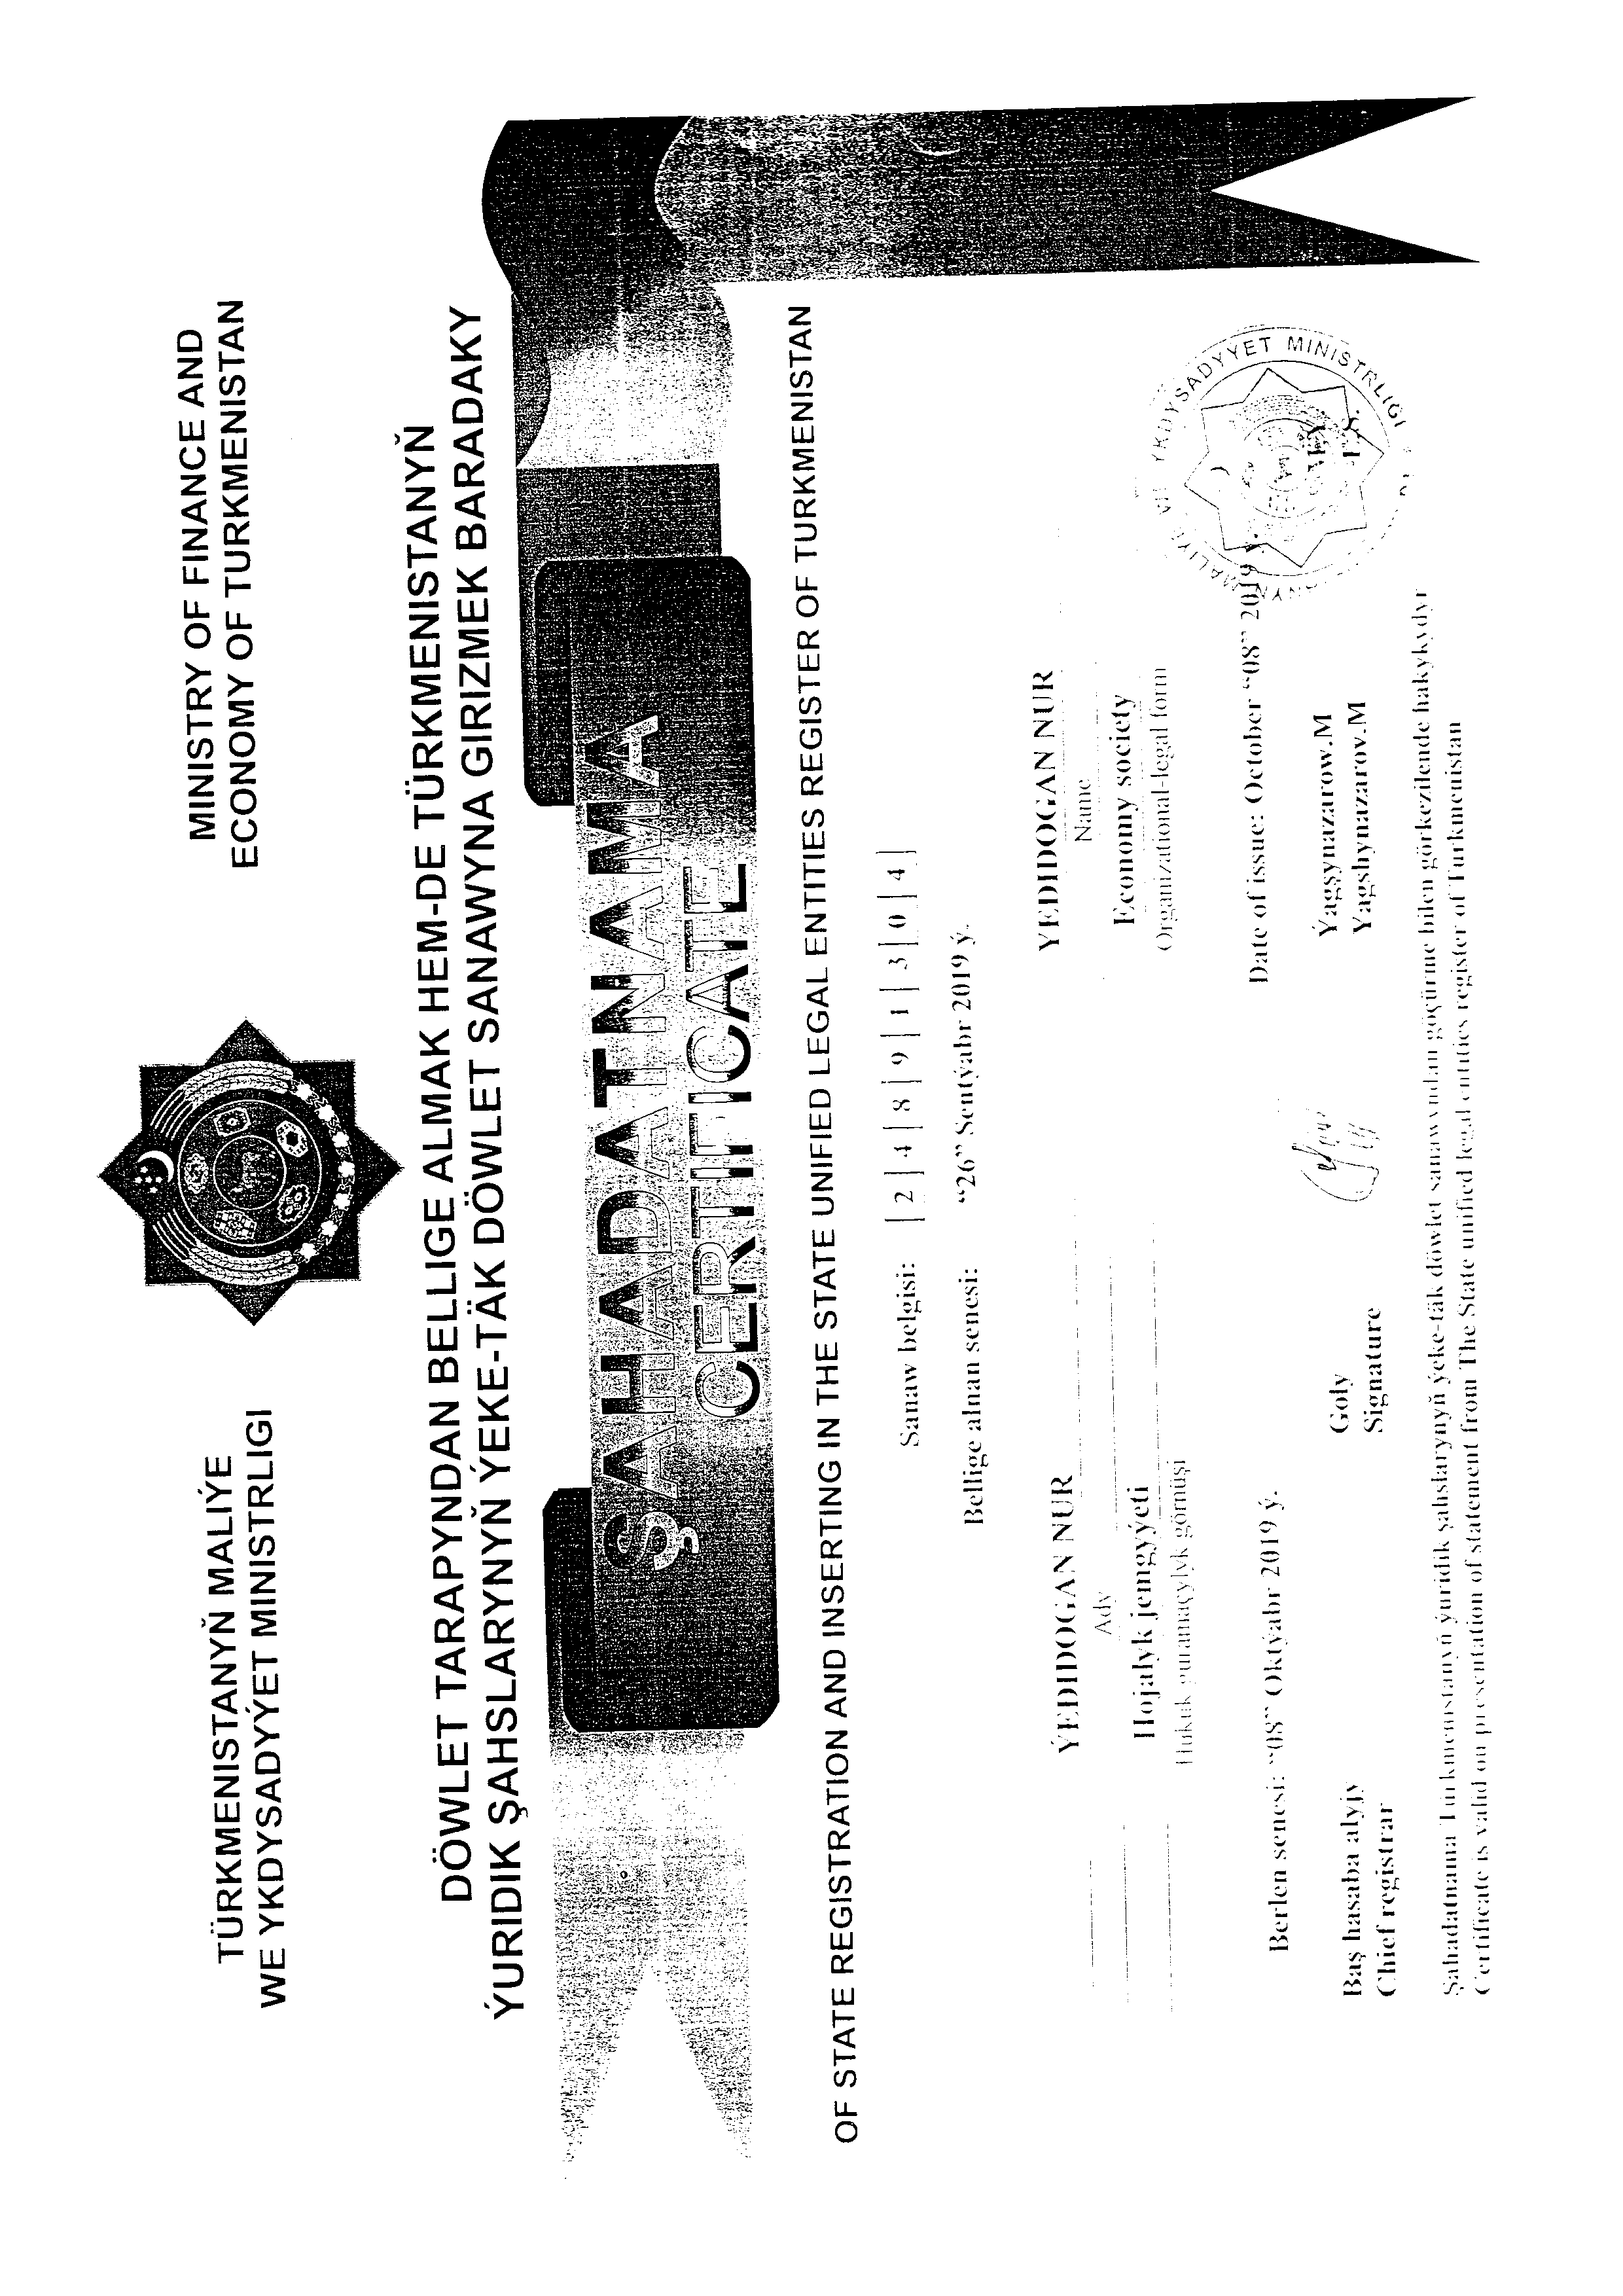 TÜRKMENISTANYŇ MALIÝE
WE YKDYSADYÝET MINISTRLIGI
MINISTRY OF FINANCE AND
ECONOMY OF TURKMENISTAN
DÖWLET TARAPYNDAN BELLIGE ALMAK HEM-DE TÜRKMENISTANYŇ
ÝURIDIK ŞAHSLARYNYŇ ÝEKE-TÄK DÖWLET SANAWYNA GIRIZMEK BARADAKY
ŞAHADATNAMA
CERTIFICATE
OF STATE REGISTRATION AND INSERTING IN THE STATE UNIFIED LEGAL ENTITIES REGISTER OF TURKMENISTAN
Sanaw belgisi: | 2 | 4 | 8 | 9 | 1 | 3 | 0 | 4 |
Bellige alnan senesi: “26” Sentýabr 2019 ý.
ÝEDIDOGAN NUR
Ady
Hojalyk jemgyýeti
Hukuk guramaçylyk görnüşi
YEDIDOGAN NUR
Name
Economy society
Organizational-legal form
Berlen senesi: “08” Oktýabr 2019 ý.
Date of issue: October “08” 2019
Baş hasaba alyjy
Chief registrar
Goly
Signature
Ýagşynazarow.M
Yagshynazarov.M
MALIÝE WE YKDYSADYÝET MINISTRLIGI
Şahadatnama Türkmenistanyň ýuridik şahslarynyň ýeke-täk döwlet sanawyndan göçürme bilen görkezilende hakykydyr
Certificate is valid on presentation of statement from The State unified legal entities register of Turkmenistan